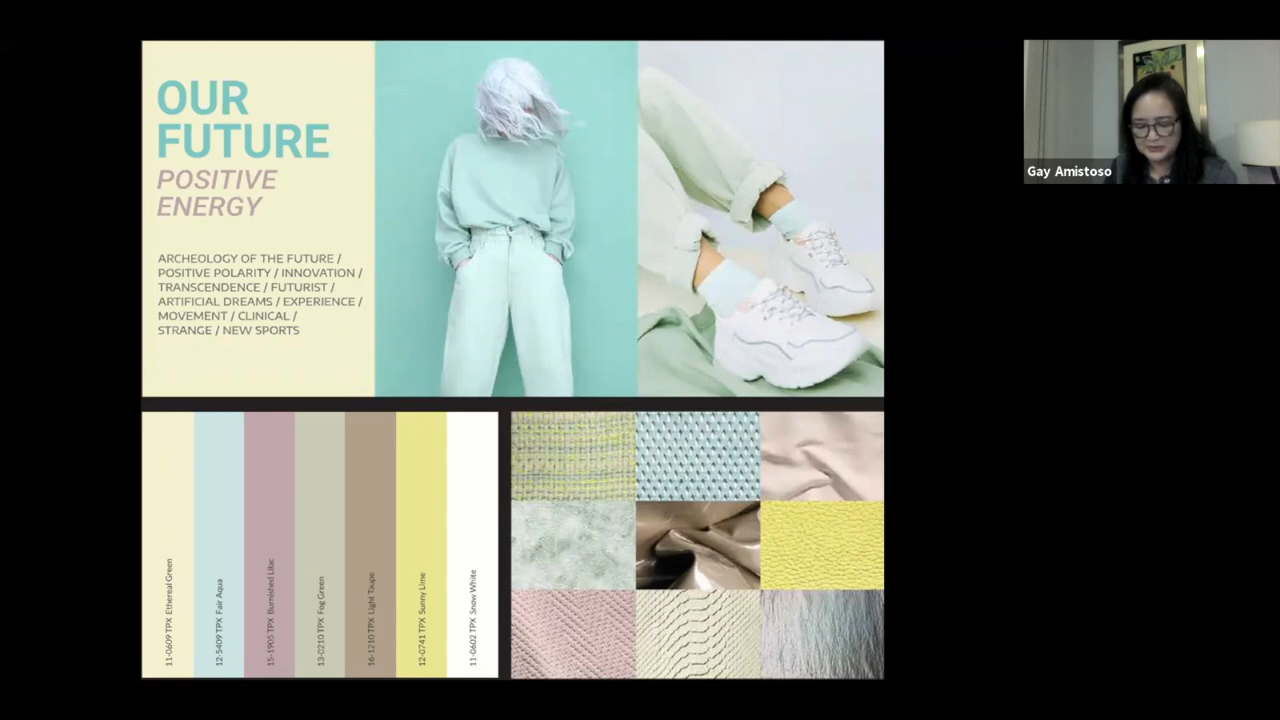 OUR
FUTURE
POSITIVE
ENERGY
ARCHEOLOGY OF THE FUTURE /
POSITIVE POLARITY / INNOVATION /
TRANSCENDENCE / FUTURIST /
ARTIFICIAL DREAMS / EXPERIENCE /
MOVEMENT / CLINICAL /
STRANGE / NEW SPORTS
Gay Amistoso
11-0609 TPX Ethereal Green
12-5409 TPX Fair Aqua
15-1905 TPX Burnished Lilac
13-0210 TPX Fog Green
16-1210 TPX Light Taupe
12-0741 TPX Sunny Lime
11-0602 TPX Snow White